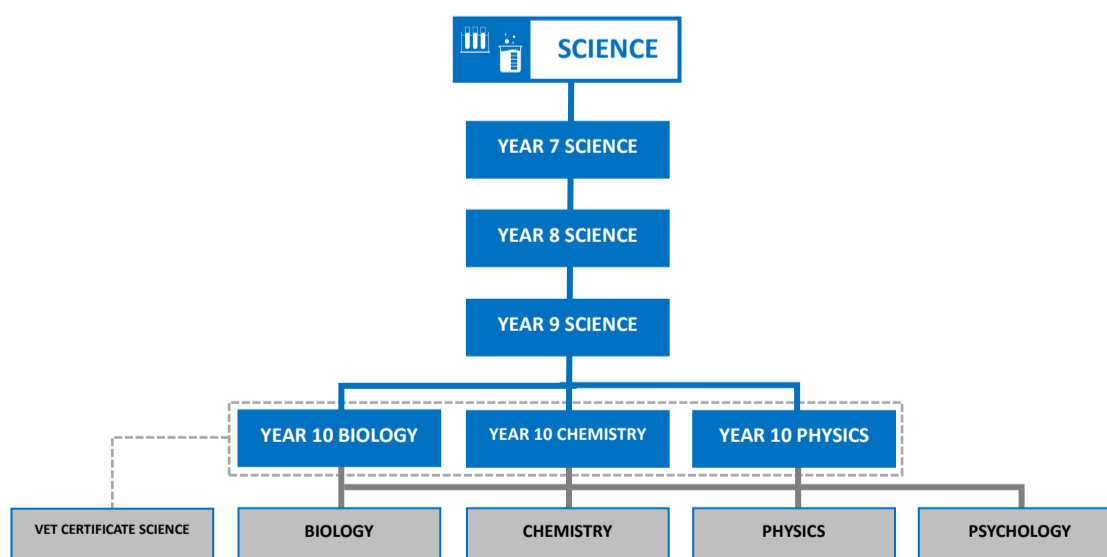 SCIENCE
YEAR 7 SCIENCE
YEAR 8 SCIENCE
YEAR 9 SCIENCE
YEAR 10 BIOLOGY
YEAR 10 CHEMISTRY
YEAR 10 PHYSICS
VET CERTIFICATE SCIENCE
BIOLOGY
CHEMISTRY
PHYSICS
PSYCHOLOGY